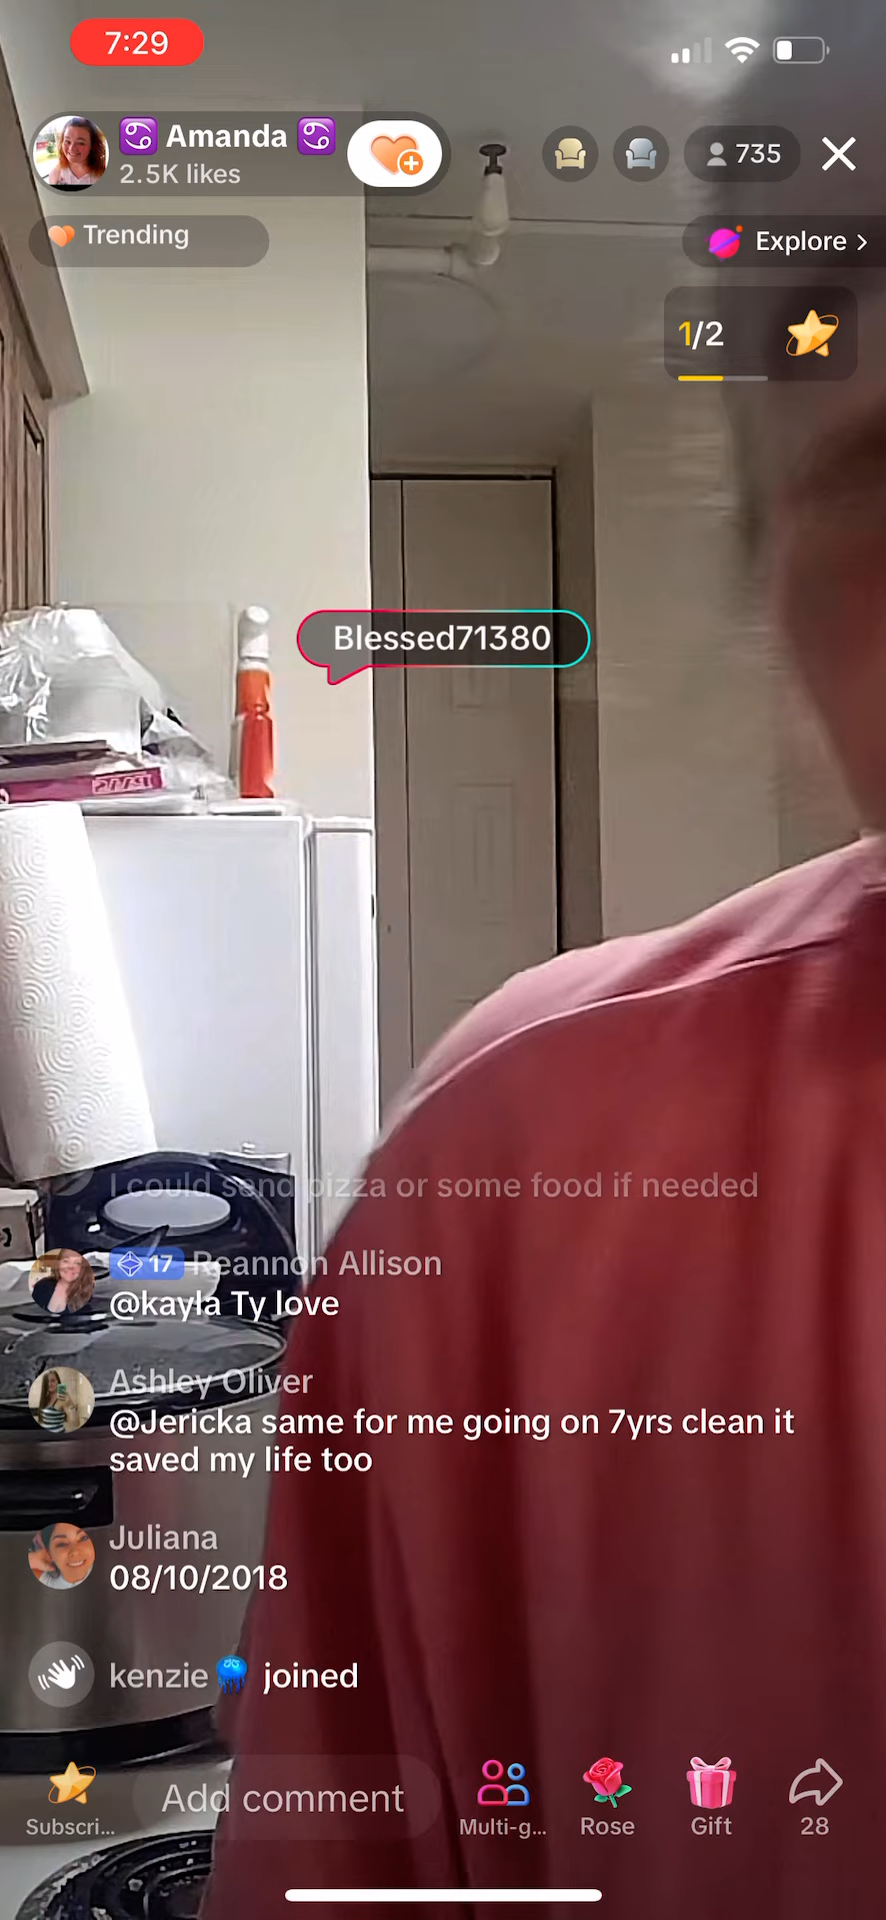 7:29
♋ Amanda ♋
2.5K likes
735
Trending
Explore >
1/2
Blessed71380
I could send pizza or some food if needed
17 Reannon Allison
@kayla Ty love
Ashley Oliver
@Jericka same for me going on 7yrs clean it
saved my life too
Juliana
08/10/2018
kenzie joined
Add comment
Subscri...
Multi-g...
Rose
Gift
28